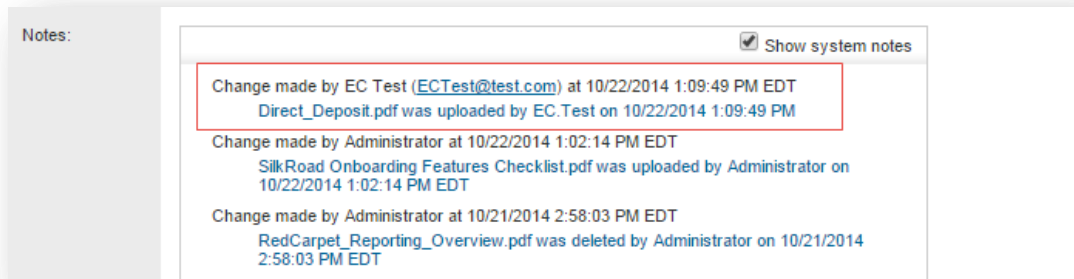 Notes:
Show system notes
Change made by EC Test (ECTest@test.com) at 10/22/2014 1:09:49 PM EDT
Direct_Deposit.pdf was uploaded by EC.Test on 10/22/2014 1:09:49 PM
Change made by Administrator at 10/22/2014 1:02:14 PM EDT
SilkRoad Onboarding Features Checklist.pdf was uploaded by Administrator on
10/22/2014 1:02:14 PM EDT
Change made by Administrator at 10/21/2014 2:58:03 PM EDT
RedCarpet_Reporting_Overview.pdf was deleted by Administrator on 10/21/2014
2:58:03 PM EDT